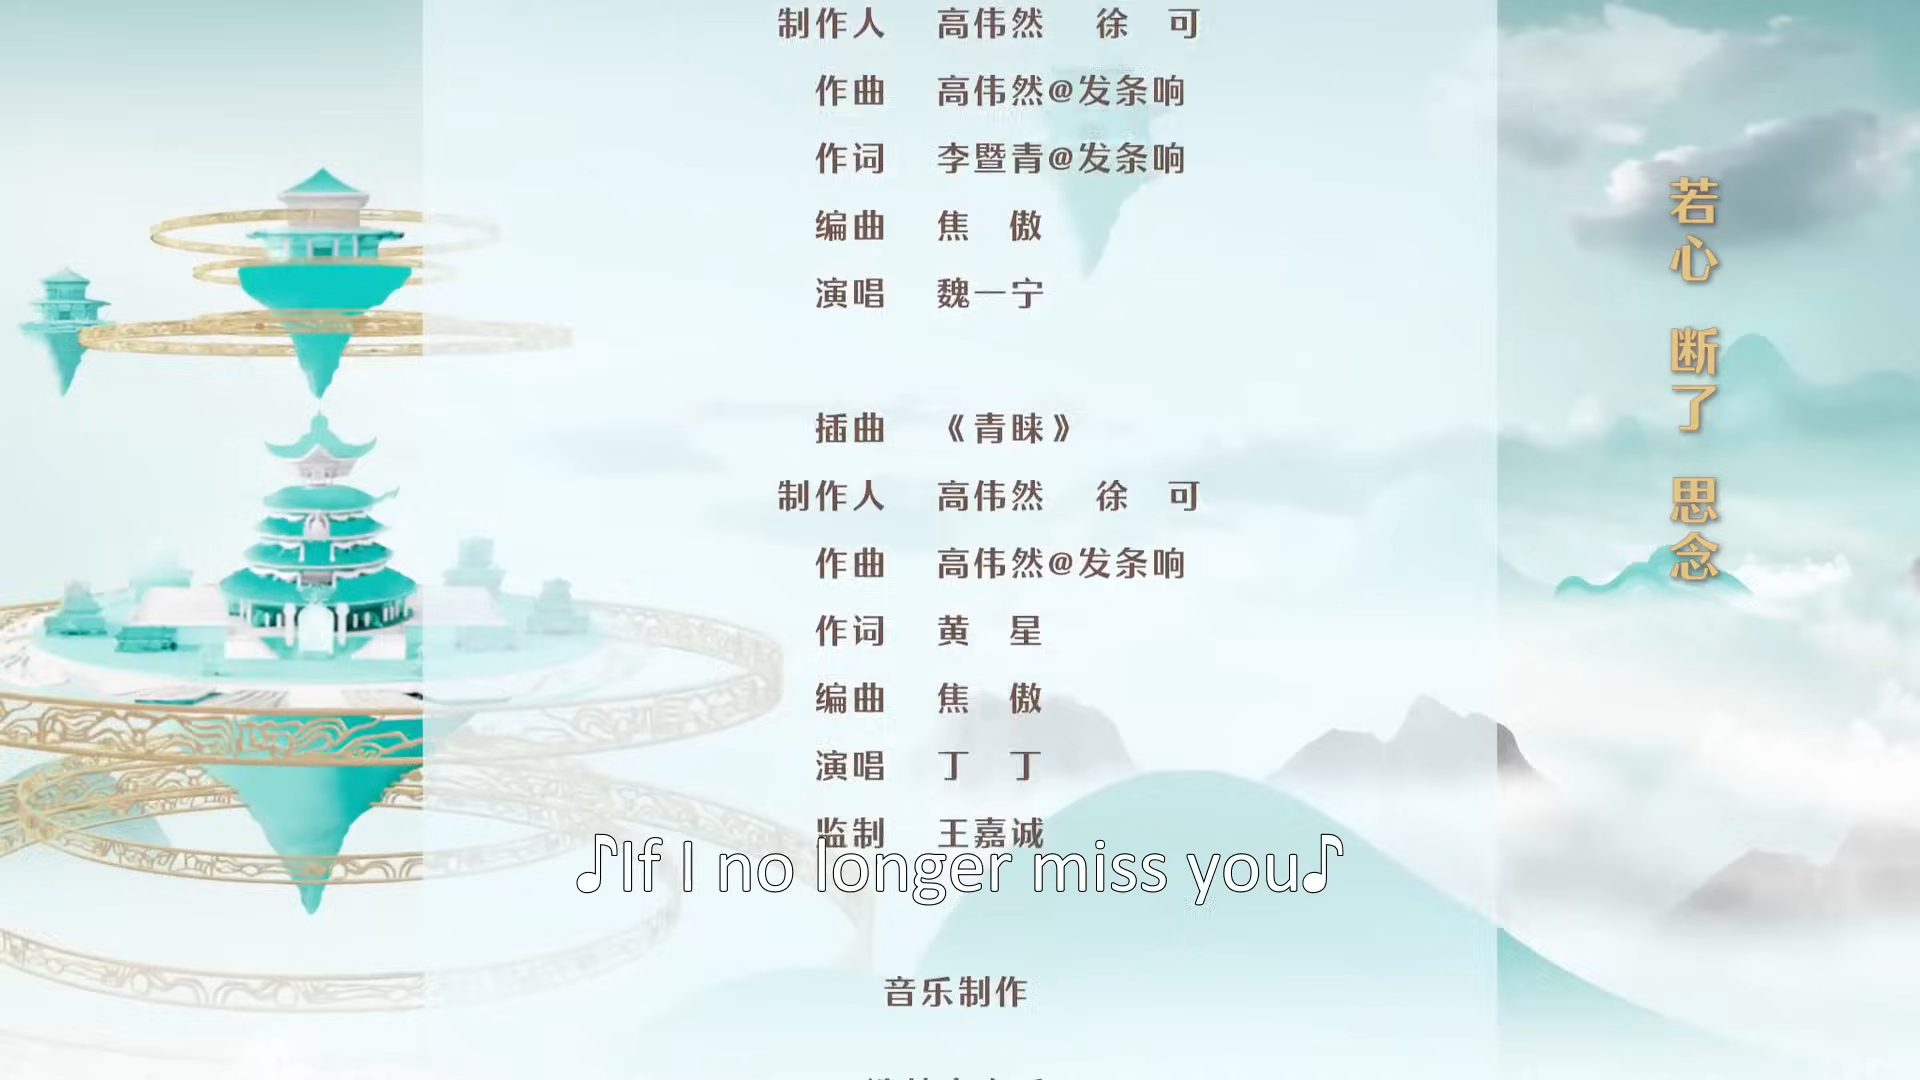 制作人 高伟然 徐 可
作曲 高伟然@发条响
作词 李暨青@发条响
编曲 焦 傲
演唱 魏一宁
插曲 《青睐》
制作人 高伟然 徐 可
作曲 高伟然@发条响
作词 黄 星
编曲 焦 傲
演唱 丁 丁
监制 王嘉诚
♪If I no longer miss you♪
音乐制作
若心 断了 思念